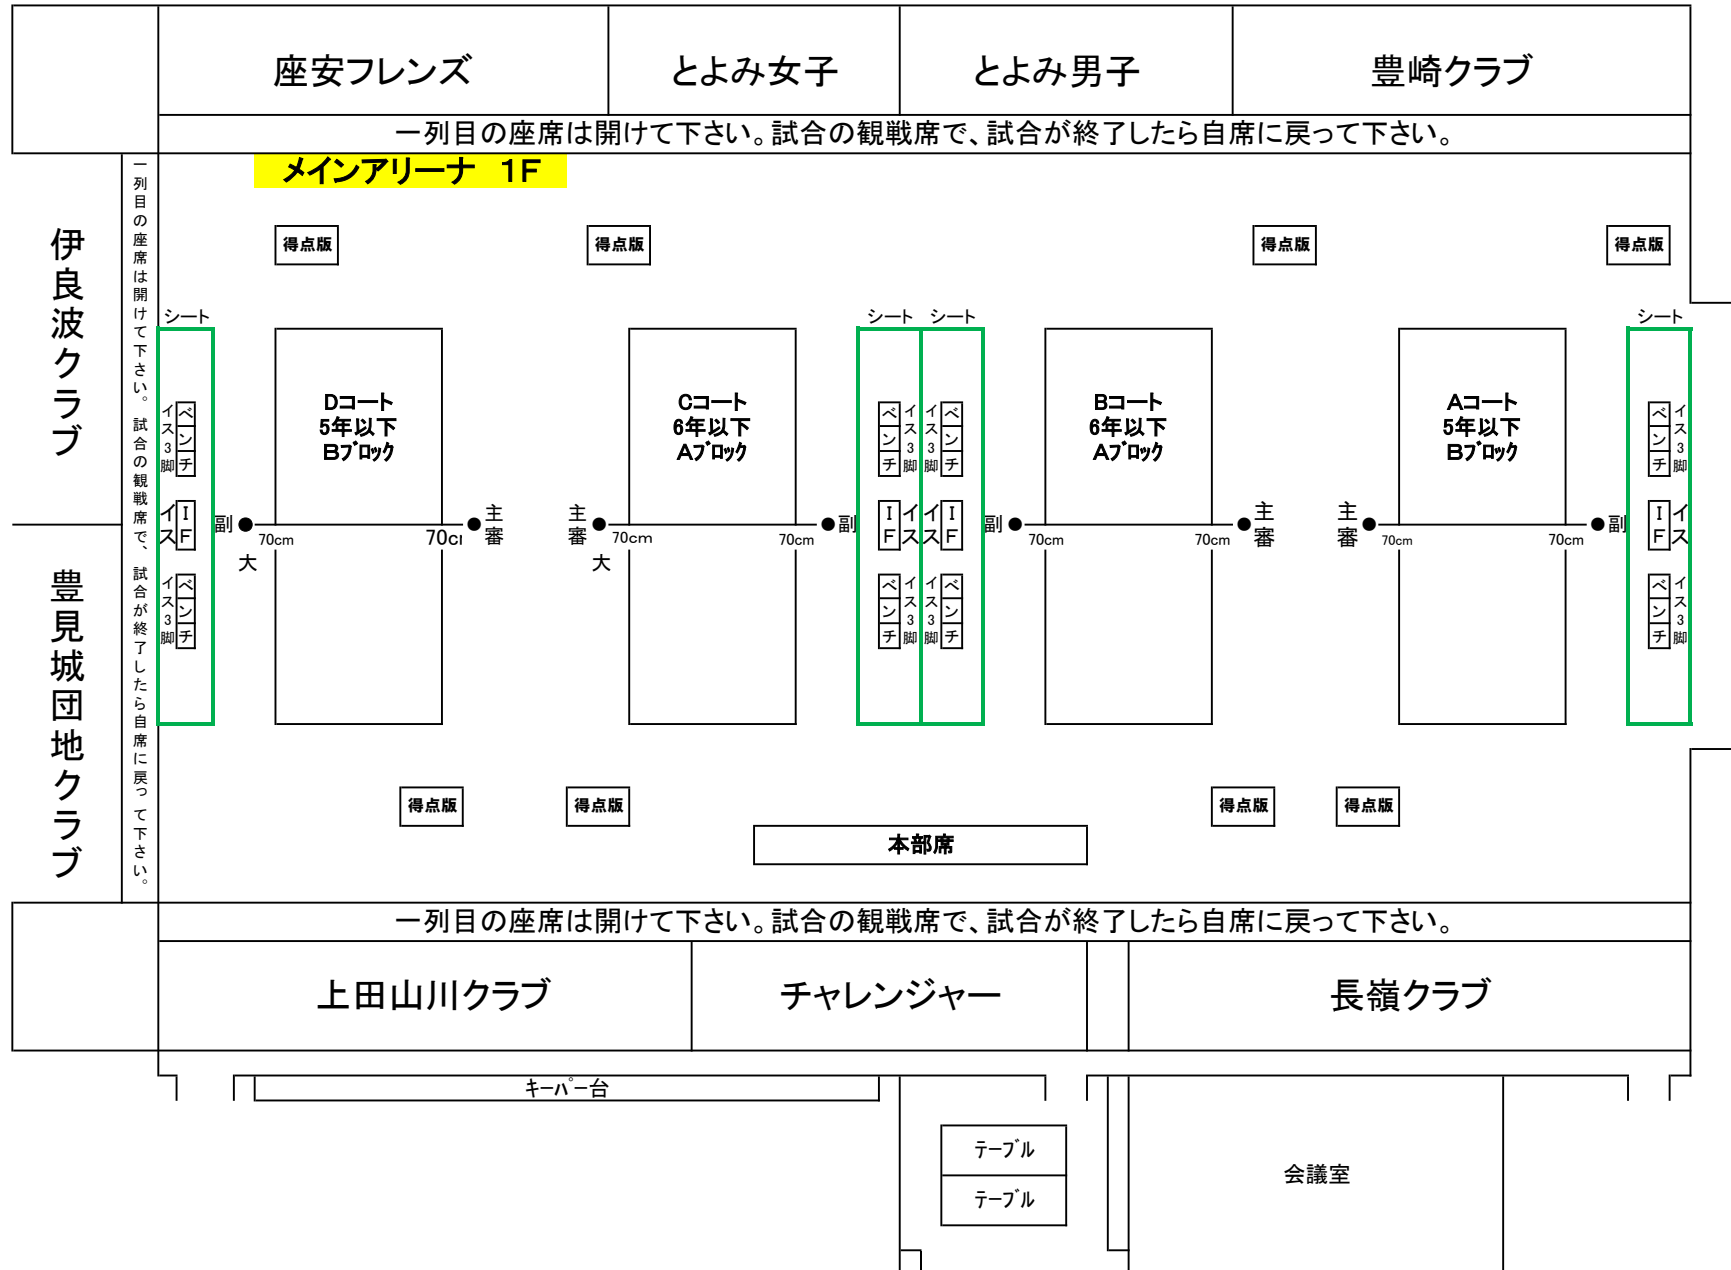 座安フレンズ
とよみ女子
とよみ男子
豊崎クラブ
一列目の座席は開けて下さい。試合の観戦席で、試合が終了したら自席に戻って下さい。
メインアリーナ　1F
伊良波クラブ
豊見城団地クラブ
一列目の座席は開けて下さい。試合の観戦席で、試合が終了したら自席に戻って下さい。
得点版
得点版
得点版
得点版
シート
シート
シート
シート
Dコート
5年以下
Bブロック
Cコート
6年以下
Aブロック
Bコート
6年以下
Aブロック
Aコート
5年以下
Bブロック
イス3脚
ベンチ
ベンチ
イス3脚
イス3脚
ベンチ
ベンチ
イス3脚
イス
IF
副
70cm
70c
主審
主審
70cm
70cm
副
IF
イス
イス
IF
副
70cm
70cm
主審
主審
70cm
70cm
副
IF
イス
大
大
イス3脚
ベンチ
ベンチ
イス3脚
イス3脚
ベンチ
ベンチ
イス3脚
得点版
得点版
得点版
得点版
本部席
一列目の座席は開けて下さい。試合の観戦席で、試合が終了したら自席に戻って下さい。
上田山川クラブ
チャレンジャー
長嶺クラブ
キーパー台
テーブル
テーブル
会議室